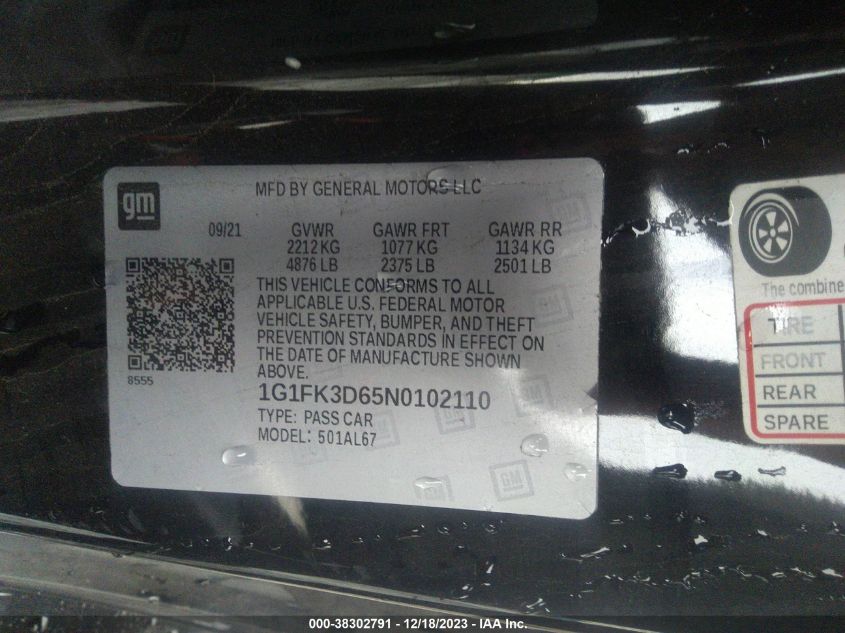 gm
MFD BY GENERAL MOTORS LLC
09/21 GVWR GAWR FRT GAWR RR
2212 KG 1077 KG 1134 KG
4876 LB 2375 LB 2501 LB
THIS VEHICLE CONFORMS TO ALL
APPLICABLE U.S. FEDERAL MOTOR
VEHICLE SAFETY, BUMPER, AND THEFT
PREVENTION STANDARDS IN EFFECT ON
THE DATE OF MANUFACTURE SHOWN
ABOVE.
8555
1G1FK3D65N0102110
TYPE: PASS CAR
MODEL: 501AL67
GM
GM
The combine
TIRE
FRONT
REAR
SPARE
000-38302791 - 12/18/2023 - IAA Inc.